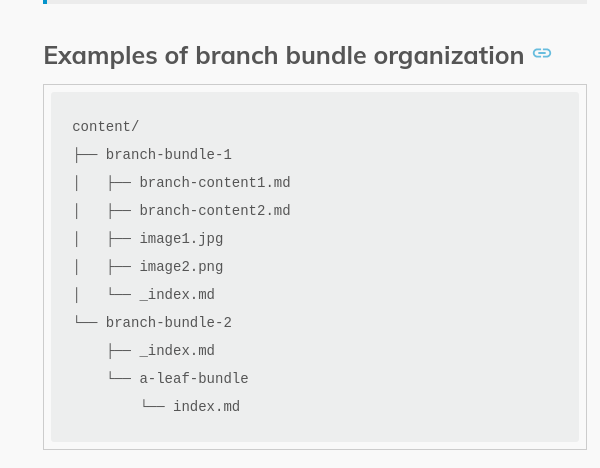 Examples of branch bundle organization
content/
├── branch-bundle-1
│   ├── branch-content1.md
│   ├── branch-content2.md
│   ├── image1.jpg
│   ├── image2.png
│   └── _index.md
└── branch-bundle-2
    ├── _index.md
    └── a-leaf-bundle
        └── index.md